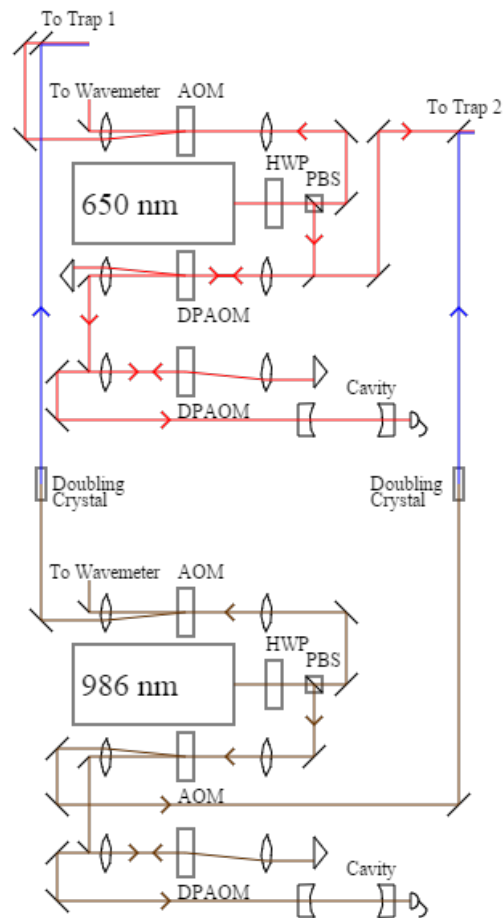 To Trap 1
To Wavemeter
AOM
To Trap 2
HWP
PBS
650 nm
DPAOM
DPAOM
Cavity
Doubling
Crystal
Doubling
Crystal
To Wavemeter
AOM
HWP
PBS
986 nm
AOM
DPAOM
Cavity